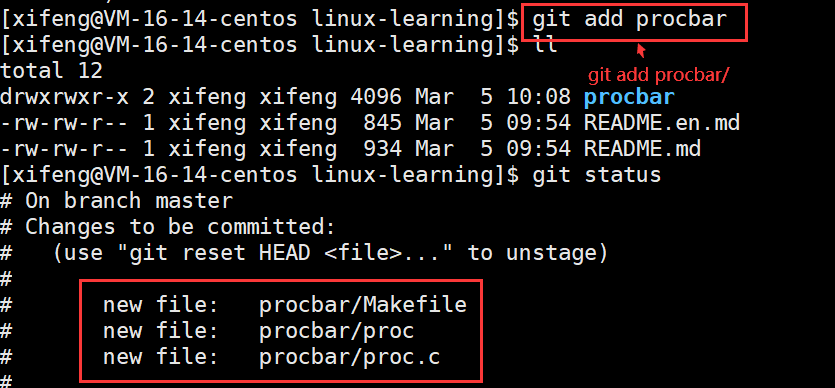 [xifeng@VM-16-14-centos linux-learning]$ git add procbar
[xifeng@VM-16-14-centos linux-learning]$ ll
total 12
git add procbar/
drwxrwxr-x 2 xifeng xifeng 4096 Mar  5 10:08 procbar
-rw-rw-r-- 1 xifeng xifeng  845 Mar  5 09:54 README.en.md
-rw-rw-r-- 1 xifeng xifeng  934 Mar  5 09:54 README.md
[xifeng@VM-16-14-centos linux-learning]$ git status
# On branch master
# Changes to be committed:
#   (use "git reset HEAD <file>..." to unstage)
#
#       new file:   procbar/Makefile
#       new file:   procbar/proc
#       new file:   procbar/proc.c
#